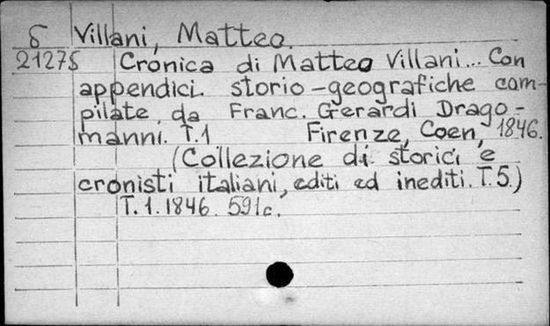 б Villani, Matteo.
21275 Cronica di Matteo Villani... Con
appendici storio-geografiche com-
pilate da Franc. Gerardi Drago-
manni. T.1 Firenze, Coen, 1846.
(Collezione di storici e
cronisti italiani, editi ed inediti. T.5.)
T.1.1846. 591c.